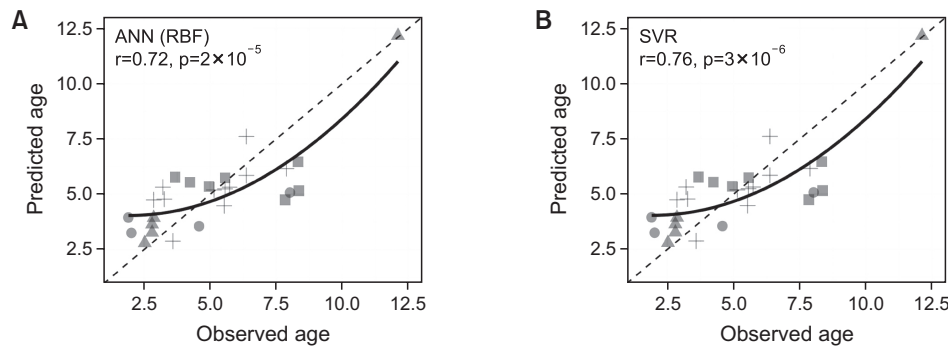 A
ANN (RBF)
r=0.72, p=2×10⁻⁵
Predicted age
12.5
10.0
7.5
5.0
2.5
2.5 5.0 7.5 10.0 12.5
Observed age
B
SVR
r=0.76, p=3×10⁻⁶
Predicted age
12.5
10.0
7.5
5.0
2.5
2.5 5.0 7.5 10.0 12.5
Observed age